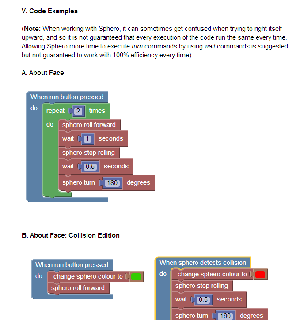 V. Code Examples
(Note: When working with Sphero, it can sometimes get confused when trying to right itself
upward, and so it is not guaranteed that every execution of the code run the same every time.
Allowing Sphero more time to execute commands by using wait commands is suggested
but not guaranteed to work with 100% efficiency every time)
A. About Face
When run button pressed
do
repeat 2 times
do
sphero roll forward
wait 1 seconds
sphero stop rolling
wait 0.5 seconds
sphero turn 180 degrees
B. About Face: Collision Edition
When run button pressed
do change sphero colour to
sphero roll forward
When sphero detects collision
do change sphero colour to
sphero stop rolling
wait 0.5 seconds
sphero turn 180 degrees